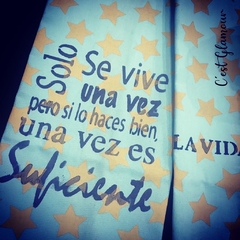 Solo
Se vive
una vez
pero si lo haces bien,
una vez es
Suficiente
LA VIDA
C'est Glamour